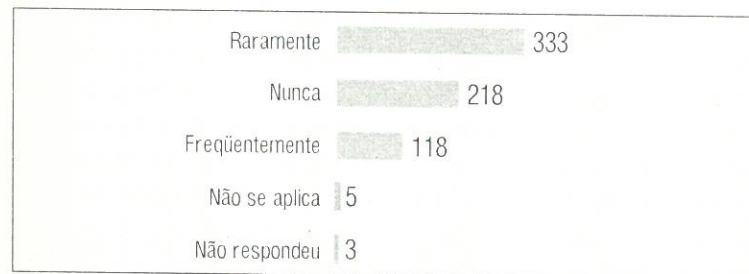 Raramente 333
Nunca 218
Freqüentemente 118
Não se aplica 5
Não respondeu 3